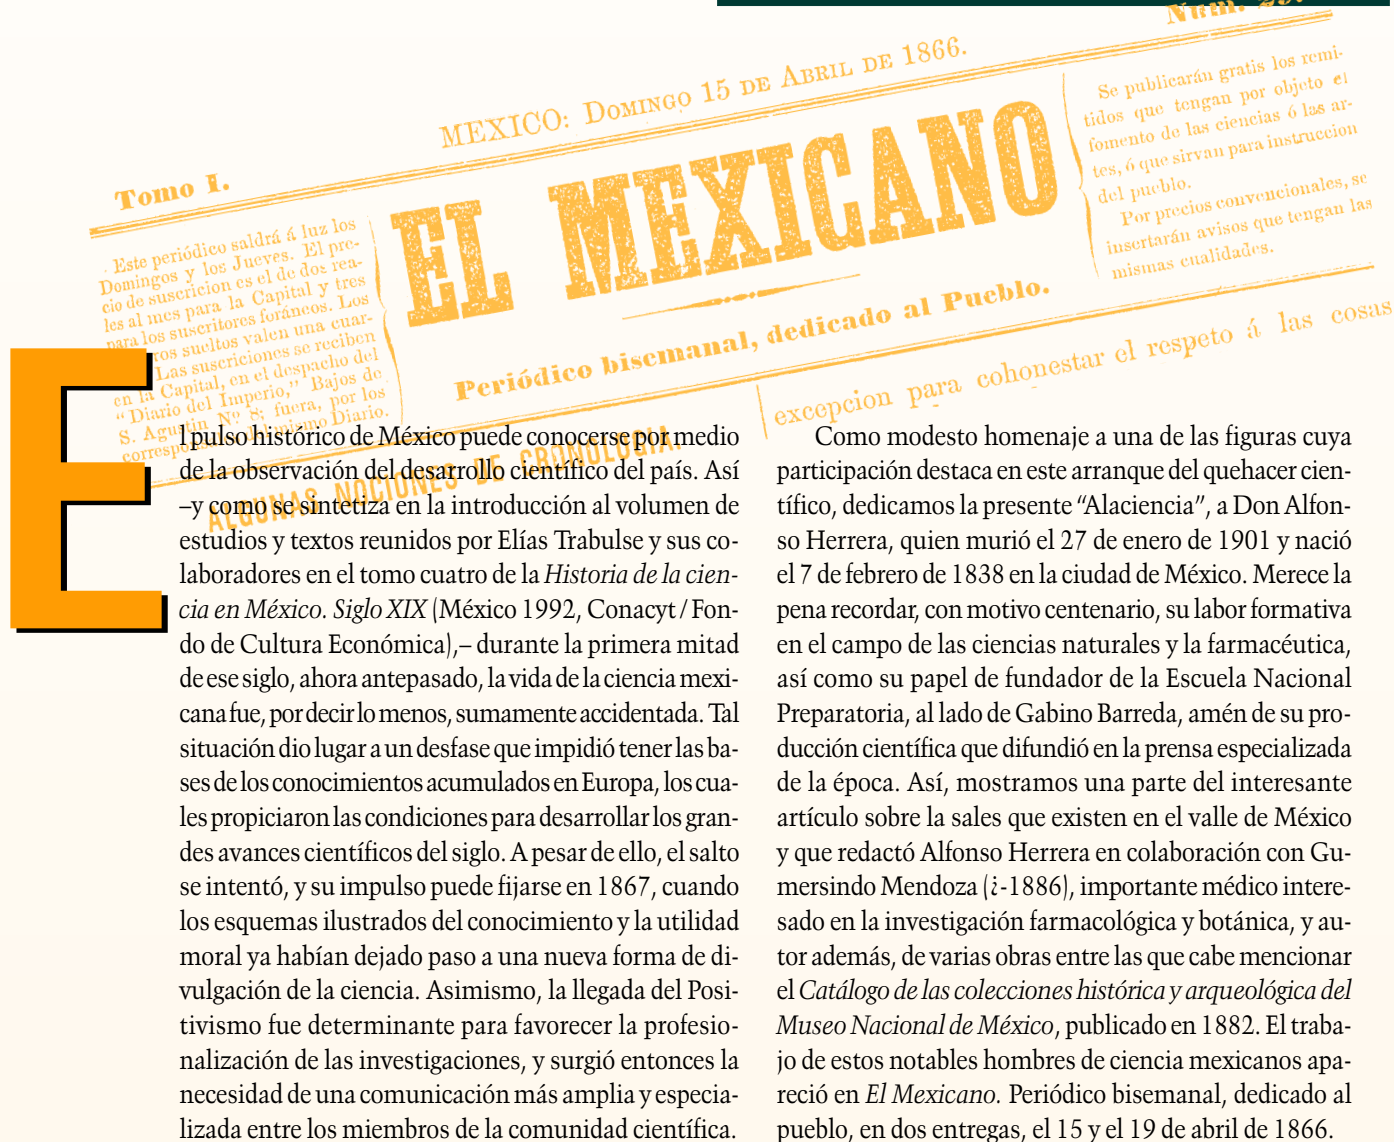 MEXICO: Domingo 15 de Abril de 1866.
Tomo I.
Este periódico saldrá á luz los
Domingos y los Jueves. El pre-
cio de suscricion es el de dos rea-
les al mes para la Capital y tres
para los suscritores foráneos. Los
ros sueltos valen una cuar-
Las suscriciones se reciben
en la Capital, en el despacho del
“Diario del Imperio,” Bajos de
S. Agustin Nº 8; fuera, por los
Diario.
EL MEXICANO
Periódico bisemanal, dedicado al Pueblo.
Se publicarán gratis los remi-
tidos que tengan por objeto el
fomento de las ciencias ó las ar-
tes, ó que sirvan para instruccion
del pueblo.
Por precios convencionales, se
insertarán avisos que tengan las
mismas cualidades.
excepcion para cohonestar el respeto á las cosas
ALGUNAS NOCIONES DE CRONOLOGIA.
El pulso histórico de México puede conocerse por medio
de la observación del desarrollo científico del país. Así
–y como se sintetiza en la introducción al volumen de
estudios y textos reunidos por Elías Trabulse y sus co-
laboradores en el tomo cuatro de la Historia de la cien-
cia en México. Siglo XIX (México 1992, Conacyt / Fon-
do de Cultura Económica),– durante la primera mitad
de ese siglo, ahora antepasado, la vida de la ciencia mexi-
cana fue, por decir lo menos, sumamente accidentada. Tal
situación dio lugar a un desfase que impidió tener las ba-
ses de los conocimientos acumulados en Europa, los cua-
les propiciaron las condiciones para desarrollar los gran-
des avances científicos del siglo. A pesar de ello, el salto
se intentó, y su impulso puede fijarse en 1867, cuando
los esquemas ilustrados del conocimiento y la utilidad
moral ya habían dejado paso a una nueva forma de di-
vulgación de la ciencia. Asimismo, la llegada del Posi-
tivismo fue determinante para favorecer la profesio-
nalización de las investigaciones, y surgió entonces la
necesidad de una comunicación más amplia y especia-
lizada entre los miembros de la comunidad científica.
Como modesto homenaje a una de las figuras cuya
participación destaca en este arranque del quehacer cien-
tífico, dedicamos la presente “Alaciencia”, a Don Alfon-
so Herrera, quien murió el 27 de enero de 1901 y nació
el 7 de febrero de 1838 en la ciudad de México. Merece la
pena recordar, con motivo centenario, su labor formativa
en el campo de las ciencias naturales y la farmacéutica,
así como su papel de fundador de la Escuela Nacional
Preparatoria, al lado de Gabino Barreda, amén de su pro-
ducción científica que difundió en la prensa especializada
de la época. Así, mostramos una parte del interesante
artículo sobre la sales que existen en el valle de México
y que redactó Alfonso Herrera en colaboración con Gu-
mersindo Mendoza (¿-1886), importante médico intere-
sado en la investigación farmacológica y botánica, y au-
tor además, de varias obras entre las que cabe mencionar
el Catálogo de las colecciones histórica y arqueológica del
Museo Nacional de México, publicado en 1882. El traba-
jo de estos notables hombres de ciencia mexicanos apa-
reció en El Mexicano. Periódico bisemanal, dedicado al
pueblo, en dos entregas, el 15 y el 19 de abril de 1866.